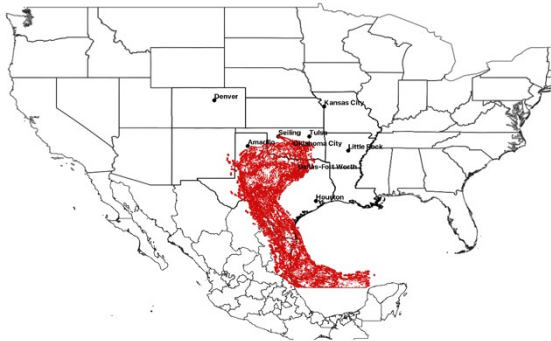 Denver
Kansas City
Seiling
Tulsa
Amarillo
Oklahoma City
Little Rock
Dallas-Fort Worth
Houston